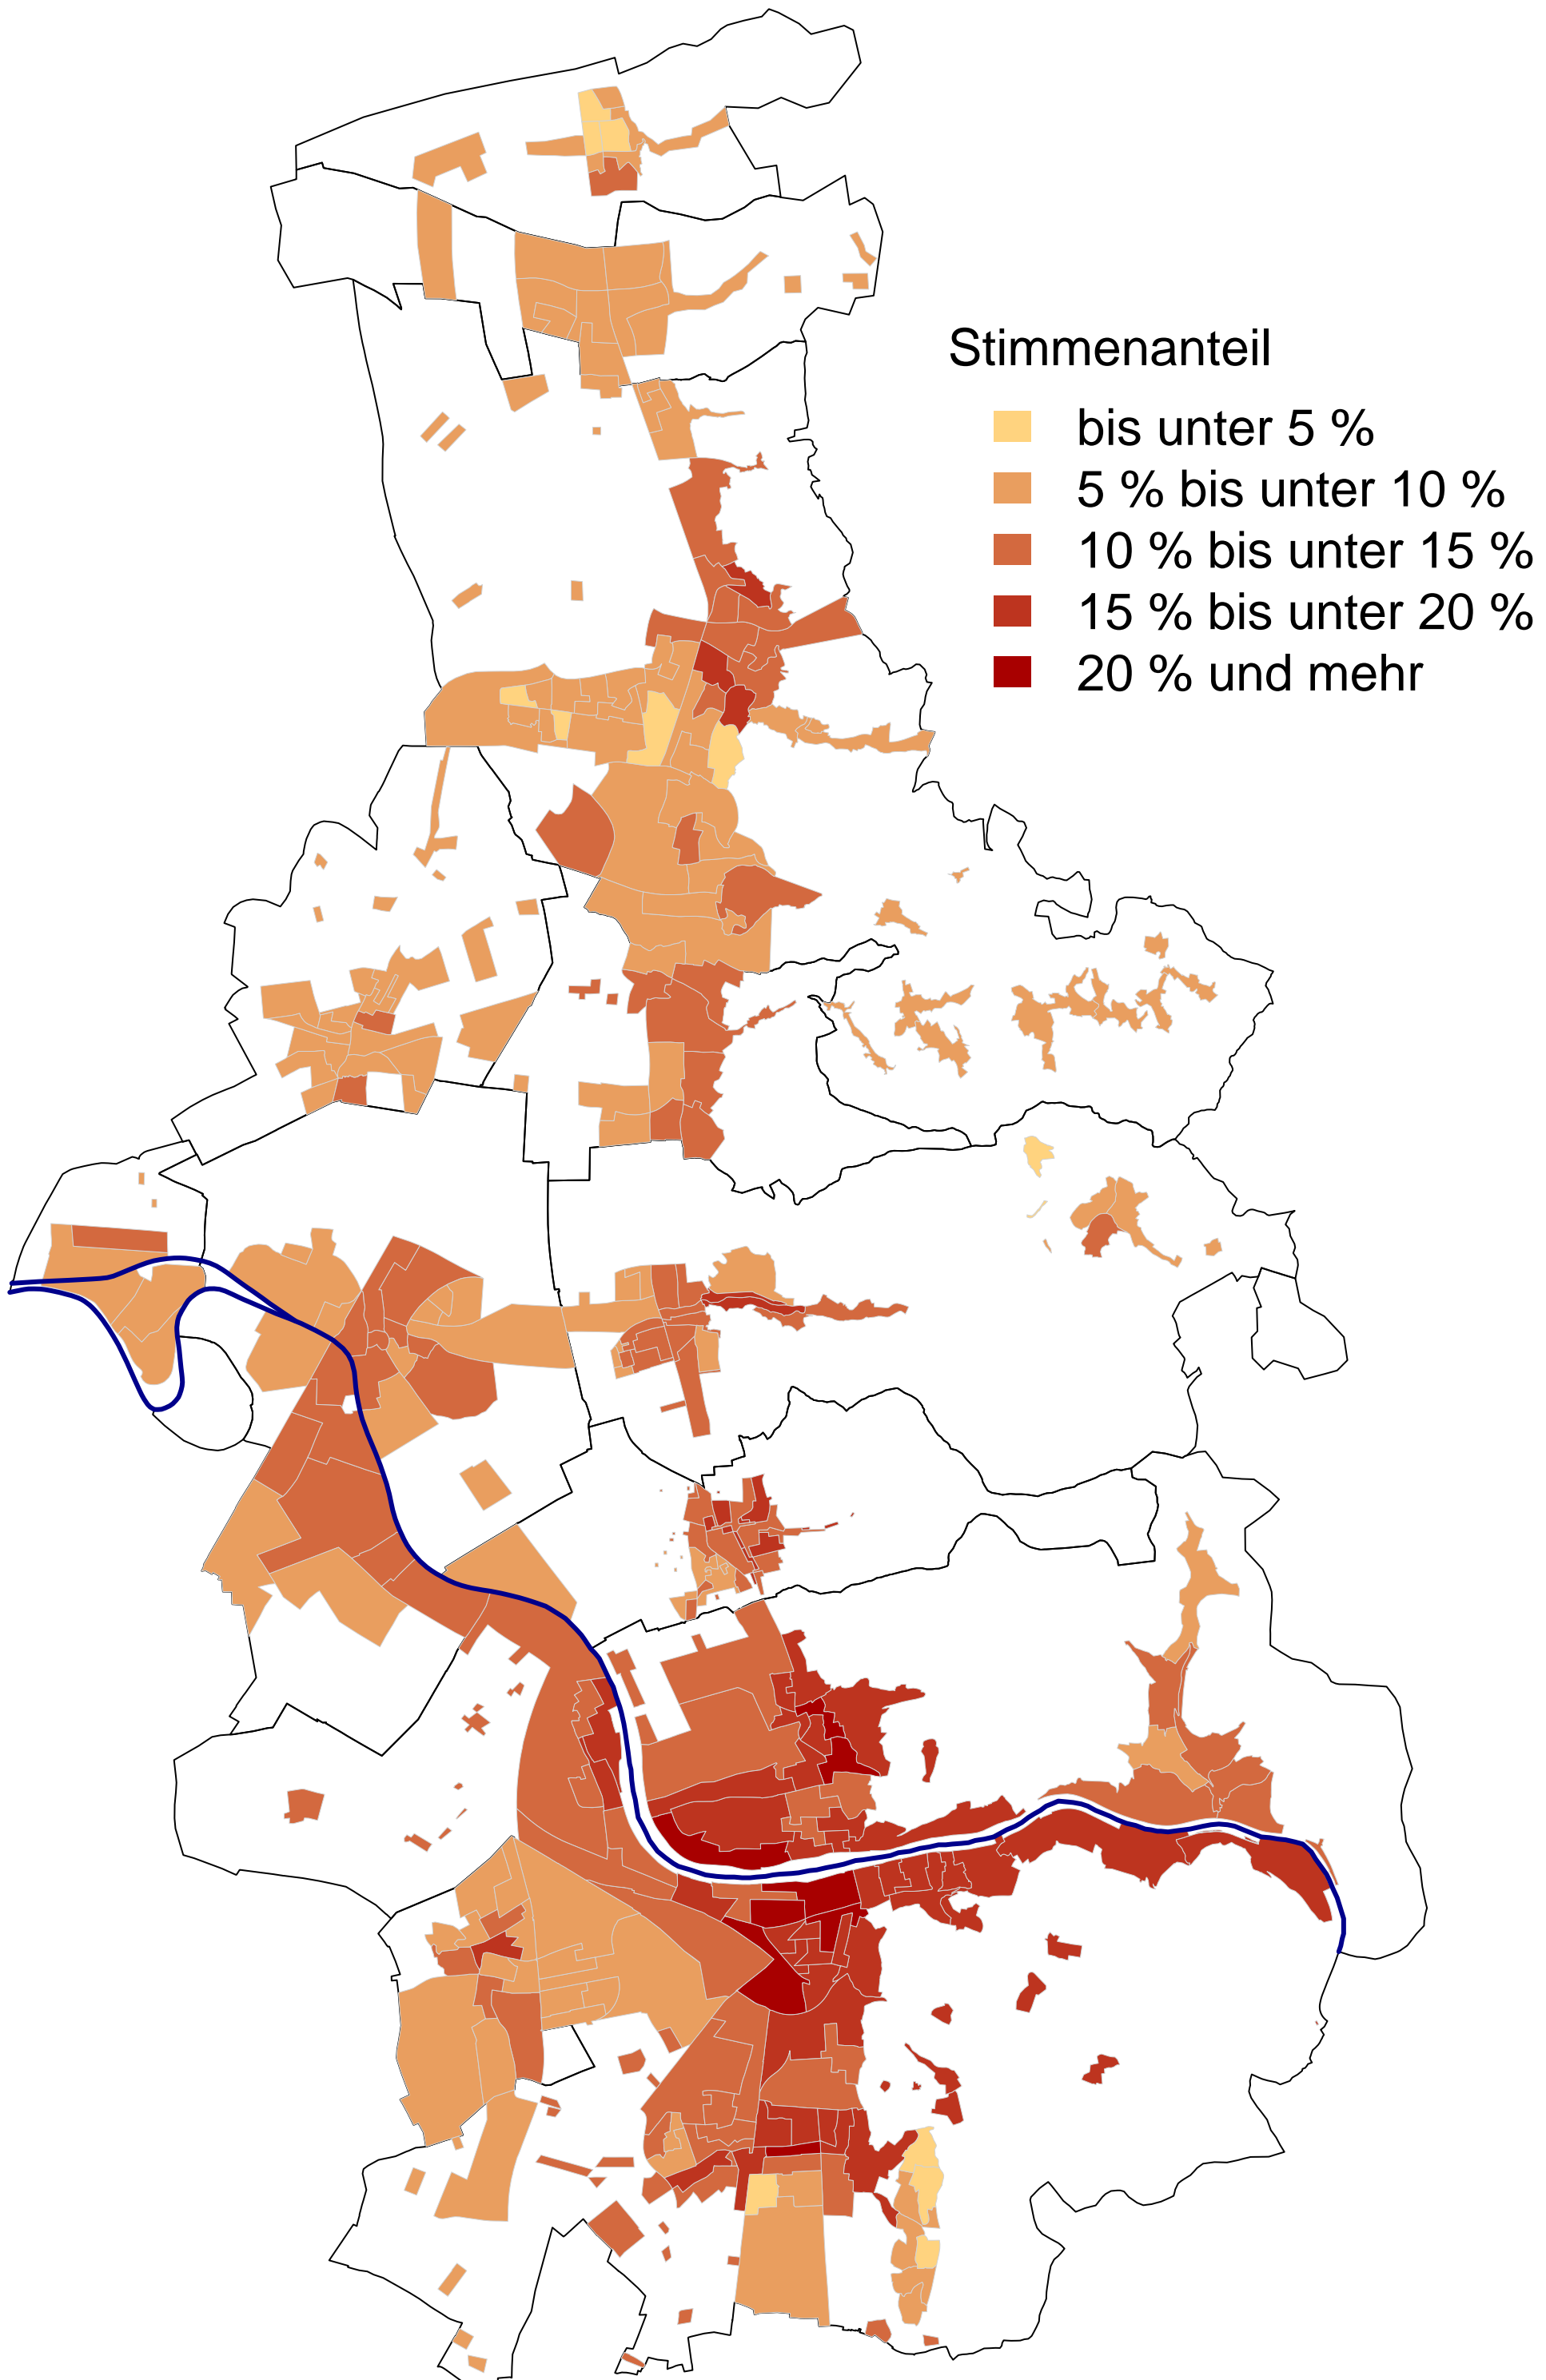 Stimmenanteil
bis unter 5 %
5 % bis unter 10 %
10 % bis unter 15 %
15 % bis unter 20 %
20 % und mehr